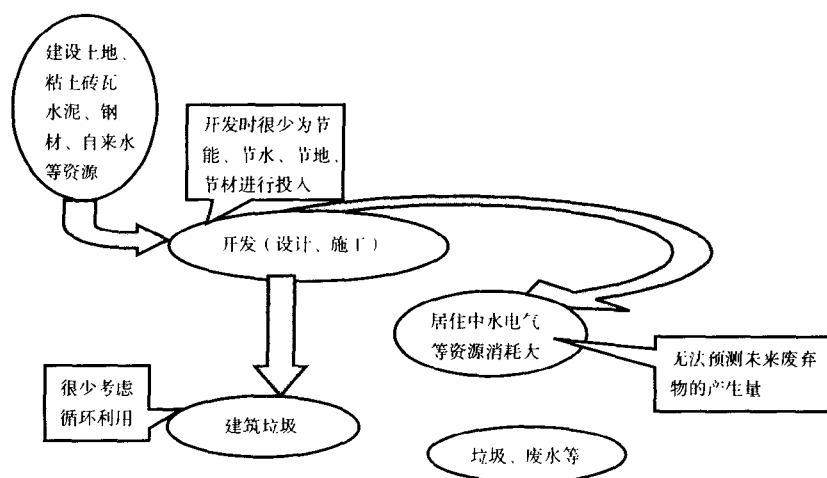 建设土地、
粘土砖瓦
水泥、钢
材、自来水
等资源
开发时很少为节
能、节水、节地、
节材进行投入
开发（设计、施工）
居住中水电气
等资源消耗大
无法预测未来废弃
物的产生量
很少考虑
循环利用
建筑垃圾
垃圾、废水等